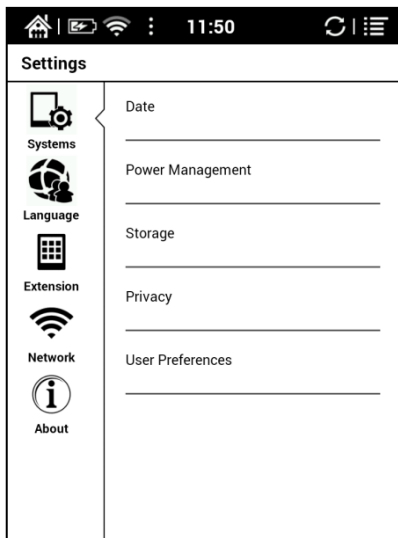 11:50
Settings
Systems
Language
Extension
Network
About
Date
Power Management
Storage
Privacy
User Preferences